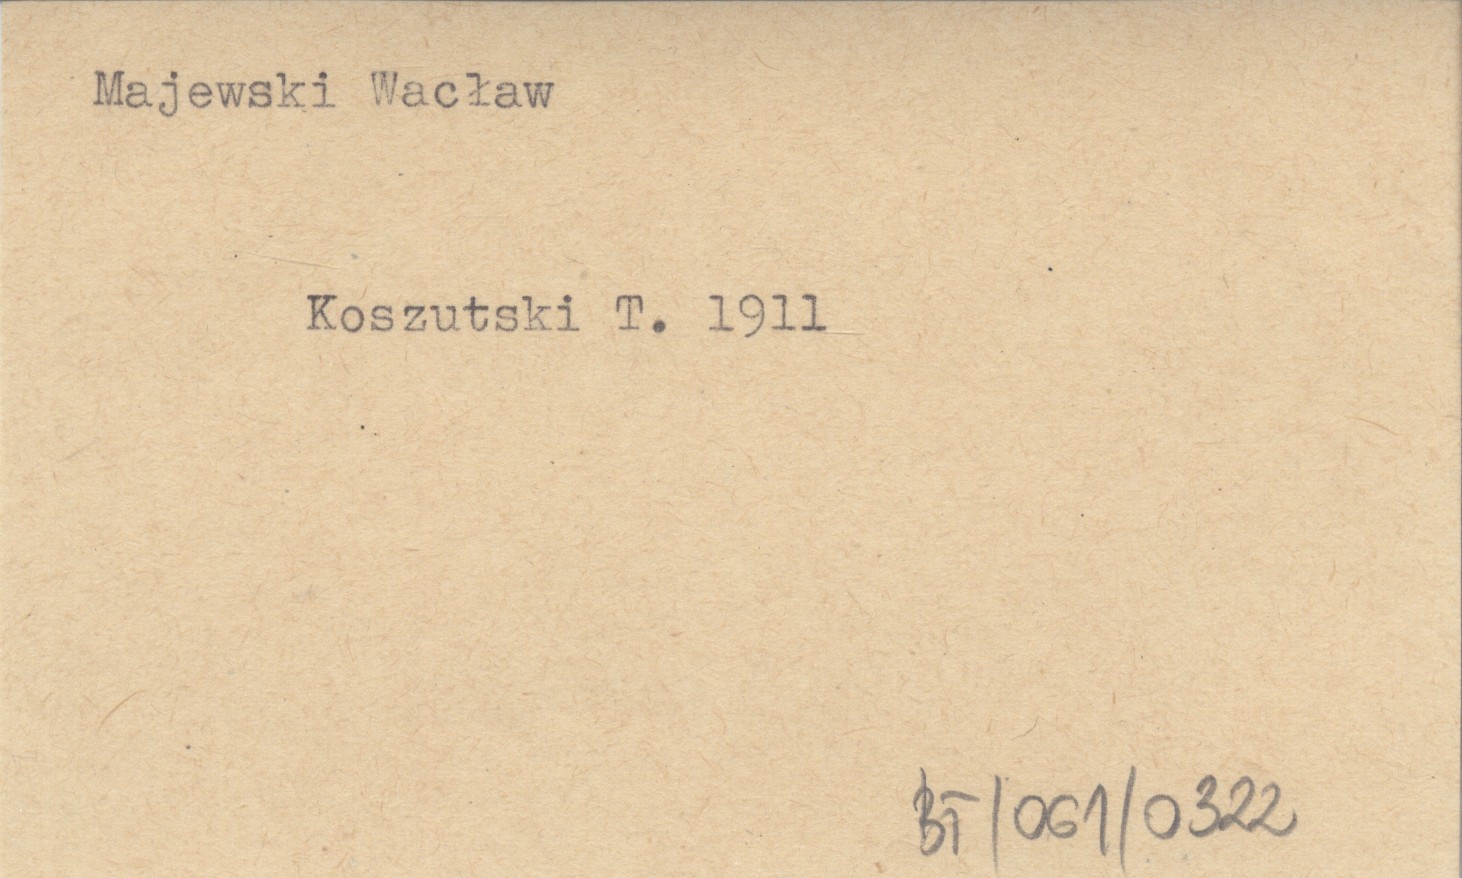 Majewski Wacław
Koszutski T. 1911
BT/061/0322